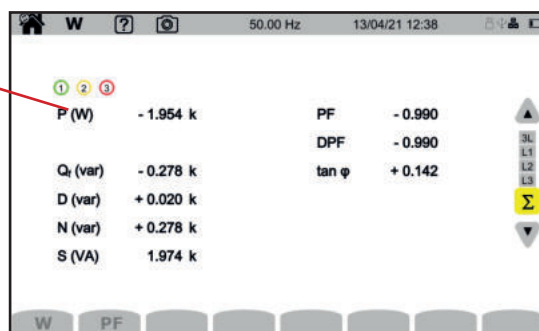 W ? 50.00 Hz 13/04/21 12:38
1 2 3
P (W) - 1.954 k PF - 0.990
DPF - 0.990
Qf (var) - 0.278 k tan φ + 0.142
D (var) + 0.020 k
N (var) + 0.278 k
S (VA) 1.974 k
3L
L1
L2
L3
Σ
W PF